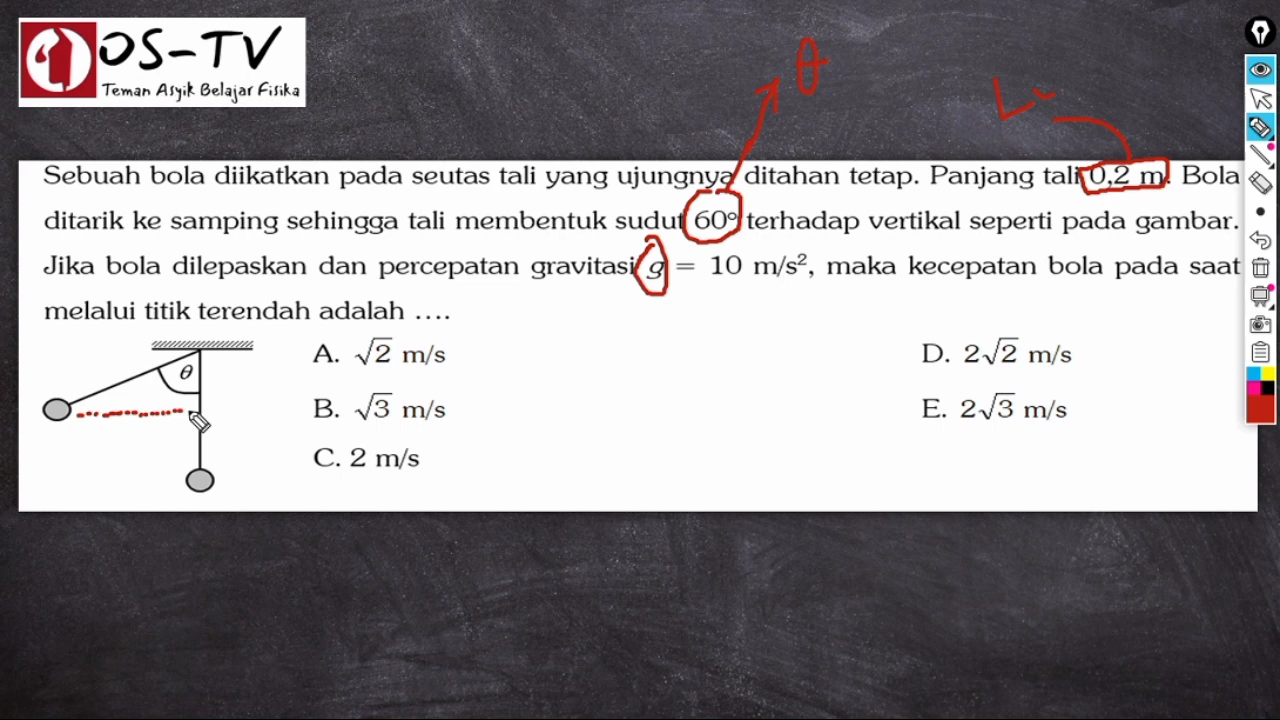 OS-TV
Teman Asyik Belajar Fisika
θ
L
Sebuah bola diikatkan pada seutas tali yang ujungnya ditahan tetap. Panjang tali 0,2 m. Bola
ditarik ke samping sehingga tali membentuk sudut 60° terhadap vertikal seperti pada gambar.
Jika bola dilepaskan dan percepatan gravitasi g = 10 m/s², maka kecepatan bola pada saat
melalui titik terendah adalah ....
θ
A. √2 m/s
B. √3 m/s
C. 2 m/s
D. 2√2 m/s
E. 2√3 m/s